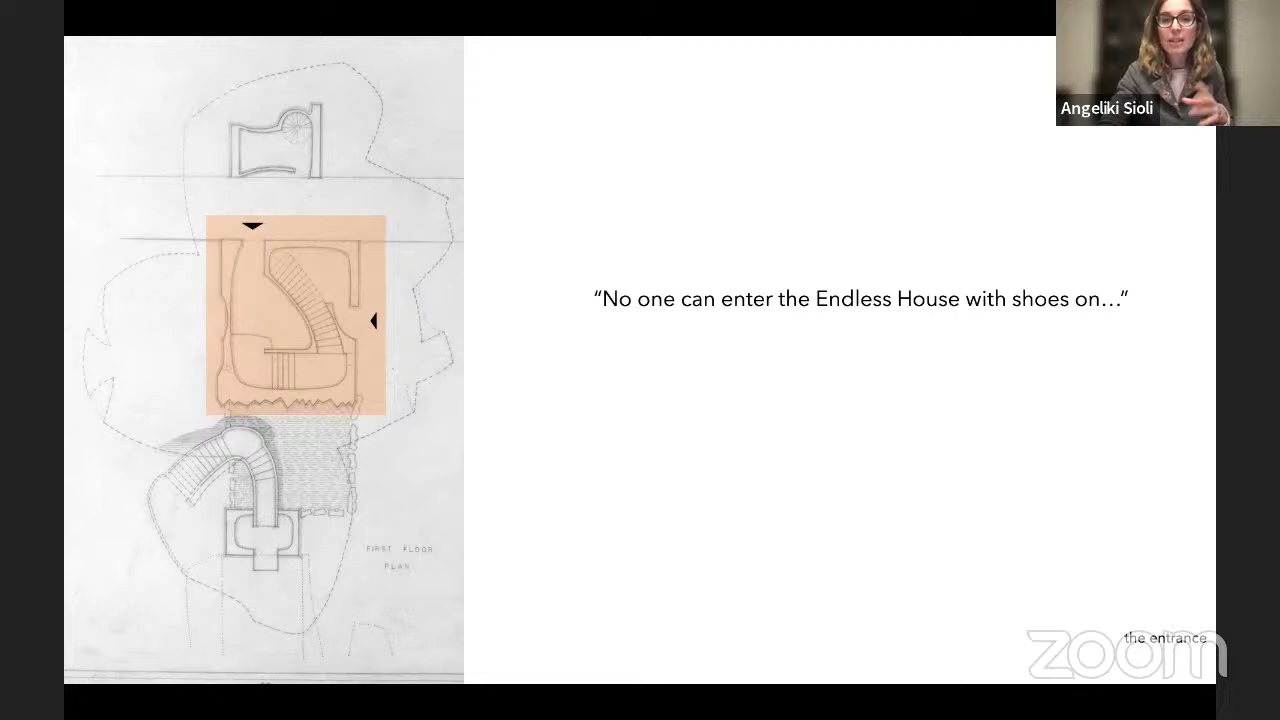 Angeliki Sioli
“No one can enter the Endless House with shoes on…”
FIRST FLOOR
PLAN
the entrance
zoom